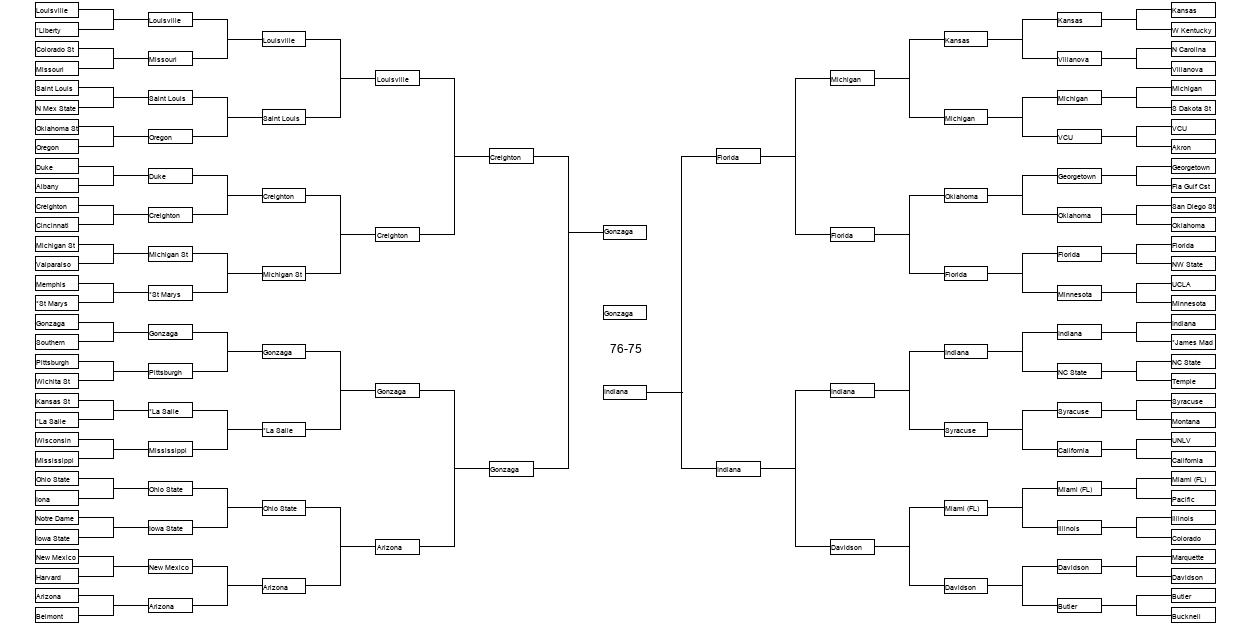 Louisville
*Liberty
Colorado St
Missouri
Saint Louis
N Mex State
Oklahoma St
Oregon
Duke
Albany
Creighton
Cincinnati
Michigan St
Valparaiso
Memphis
*St Marys
Gonzaga
Southern
Pittsburgh
Wichita St
Kansas St
*La Salle
Wisconsin
Mississippi
Ohio State
Iona
Notre Dame
Iowa State
New Mexico
Harvard
Arizona
Belmont
Louisville
Missouri
Saint Louis
Oregon
Duke
Creighton
Michigan St
*St Marys
Gonzaga
Pittsburgh
*La Salle
Mississippi
Ohio State
Iowa State
New Mexico
Arizona
Louisville
Saint Louis
Creighton
Michigan St
Gonzaga
*La Salle
Ohio State
Arizona
Louisville
Creighton
Gonzaga
Arizona
Creighton
Gonzaga
Gonzaga
Gonzaga
76-75
Indiana
Florida
Indiana
Michigan
Florida
Indiana
Davidson
Kansas
Michigan
Oklahoma
Florida
Indiana
Syracuse
Miami (FL)
Davidson
Kansas
Villanova
Michigan
VCU
Georgetown
Oklahoma
Florida
Minnesota
Indiana
NC State
Syracuse
California
Miami (FL)
Illinois
Davidson
Butler
Kansas
W Kentucky
N Carolina
Villanova
Michigan
S Dakota St
VCU
Akron
Georgetown
Fla Gulf Cst
San Diego St
Oklahoma
Florida
NW State
UCLA
Minnesota
Indiana
*James Mad
NC State
Temple
Syracuse
Montana
UNLV
California
Miami (FL)
Pacific
Illinois
Colorado
Marquette
Davidson
Butler
Bucknell